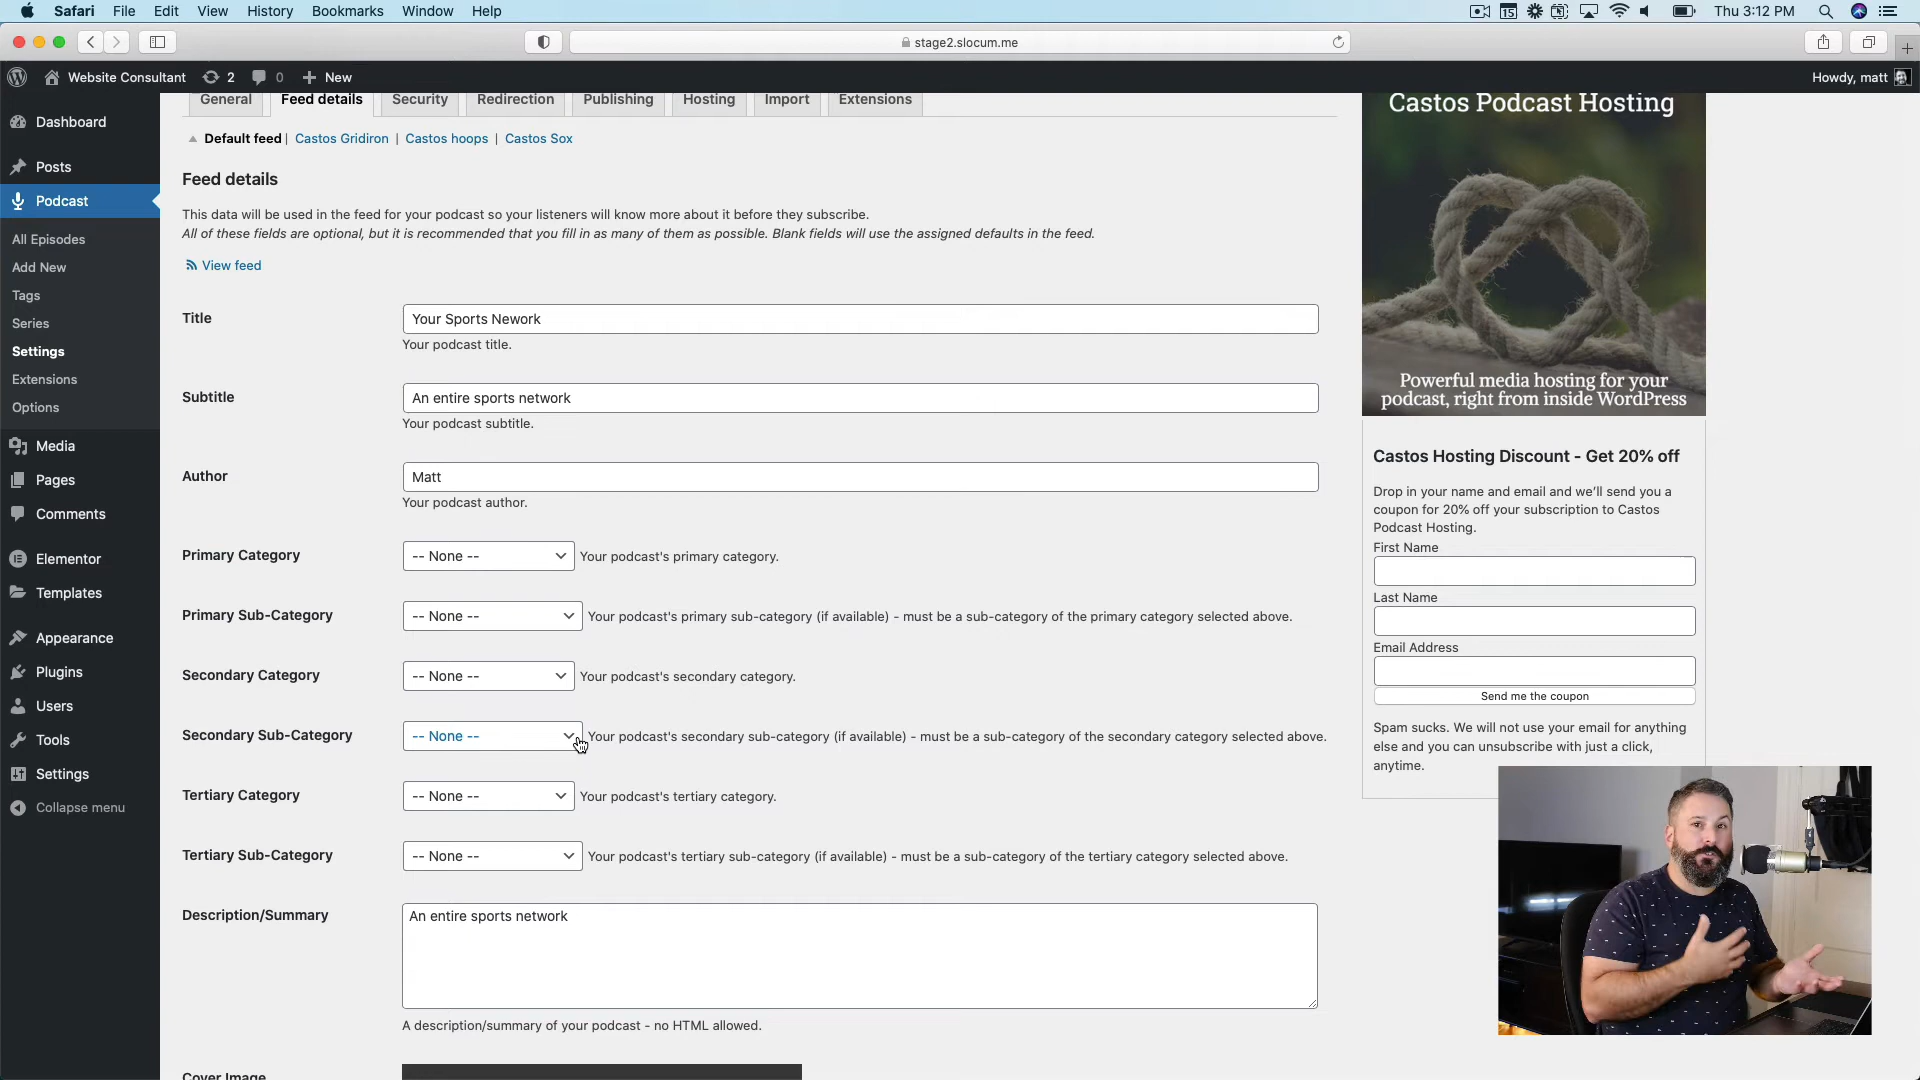 Safari File Edit View History Bookmarks Window Help
15 Thu 3:12 PM
stage2.slocum.me
Website Consultant 2 0 New Howdy, matt
General Feed details Security Redirection Publishing Hosting Import Extensions
Default feed | Castos Gridiron | Castos hoops | Castos Sox
Feed details
This data will be used in the feed for your podcast so your listeners will know more about it before they subscribe.
All of these fields are optional, but it is recommended that you fill in as many of them as possible. Blank fields will use the assigned defaults in the feed.
View feed
Title Your Sports Nework
Your podcast title.
Subtitle An entire sports network
Your podcast subtitle.
Author Matt
Your podcast author.
Primary Category -- None -- Your podcast's primary category.
Primary Sub-Category -- None -- Your podcast's primary sub-category (if available) - must be a sub-category of the primary category selected above.
Secondary Category -- None -- Your podcast's secondary category.
Secondary Sub-Category -- None -- Your podcast's secondary sub-category (if available) - must be a sub-category of the secondary category selected above.
Tertiary Category -- None -- Your podcast's tertiary category.
Tertiary Sub-Category -- None -- Your podcast's tertiary sub-category (if available) - must be a sub-category of the tertiary category selected above.
Description/Summary An entire sports network
A description/summary of your podcast - no HTML allowed.
Cover Image
Dashboard
Posts
Podcast
All Episodes
Add New
Tags
Series
Settings
Extensions
Options
Media
Pages
Comments
Elementor
Templates
Appearance
Plugins
Users
Tools
Settings
Collapse menu
Castos Podcast Hosting
Powerful media hosting for your
podcast, right from inside WordPress
Castos Hosting Discount - Get 20% off
Drop in your name and email and we'll send you a
coupon for 20% off your subscription to Castos
Podcast Hosting.
First Name
Last Name
Email Address
Send me the coupon
Spam sucks. We will not use your email for anything
else and you can unsubscribe with just a click,
anytime.